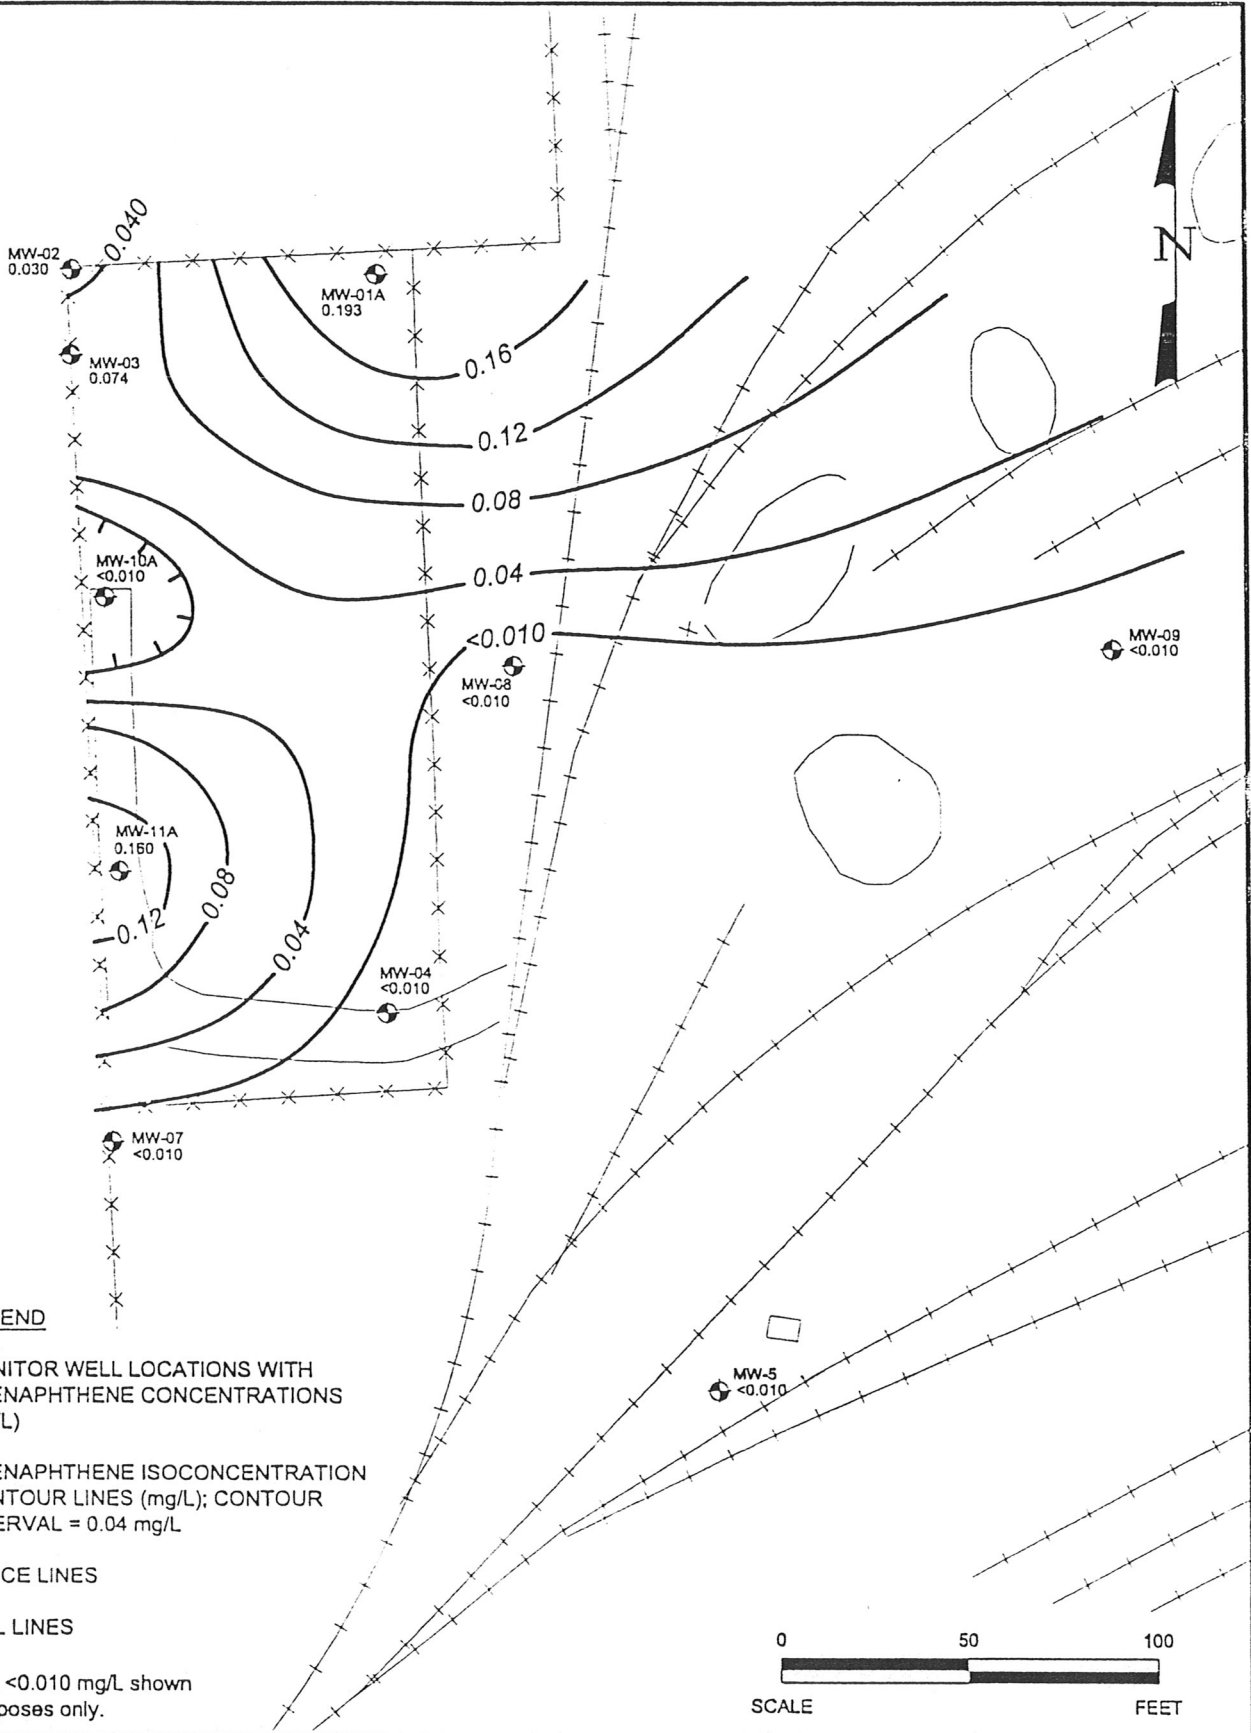 0.040
MW-02
0.030
N
MW-01A
0.193
MW-03
0.074
0.16
0.12
0.08
MW-10A
<0.010
0.04
<0.010
MW-09
<0.010
MW-08
<0.010
MW-11A
0.160
0.08
0.12
0.04
MW-04
<0.010
MW-07
<0.010
END
NITOR WELL LOCATIONS WITH
ENAPHTHENE CONCENTRATIONS
/L)
ENAPHTHENE ISOCONCENTRATION
NTOUR LINES (mg/L); CONTOUR
ERVAL = 0.04 mg/L
CE LINES
L LINES
<0.010 mg/L shown
poses only.
MW-5
<0.010
0 50 100
SCALE FEET